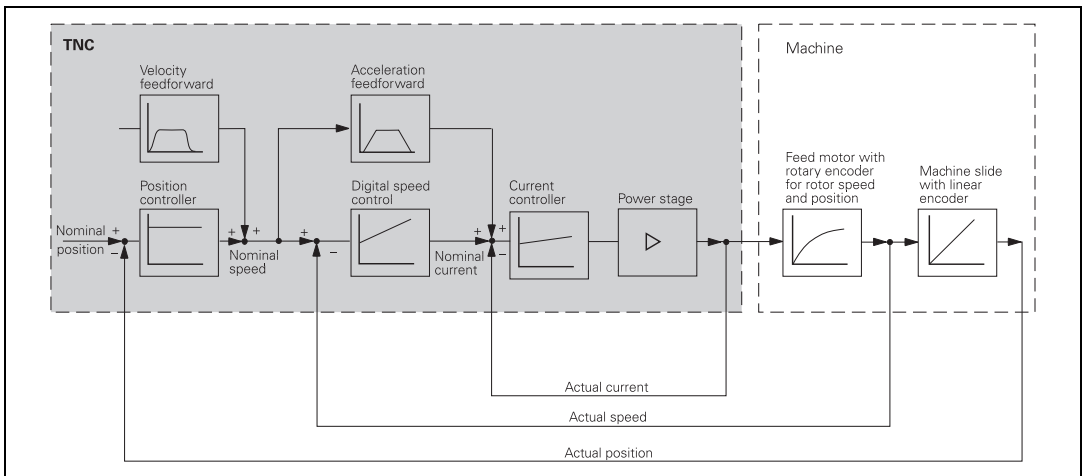 TNC
Machine
Velocity
feedforward
Acceleration
feedforward
Position
controller
Digital speed
control
Current
controller
Power stage
Feed motor with
rotary encoder
for rotor speed
and position
Machine slide
with linear
encoder
Nominal
position
+
–
+
+
Nominal
speed
+
–
Nominal
current
+
+
–
Actual current
Actual speed
Actual position